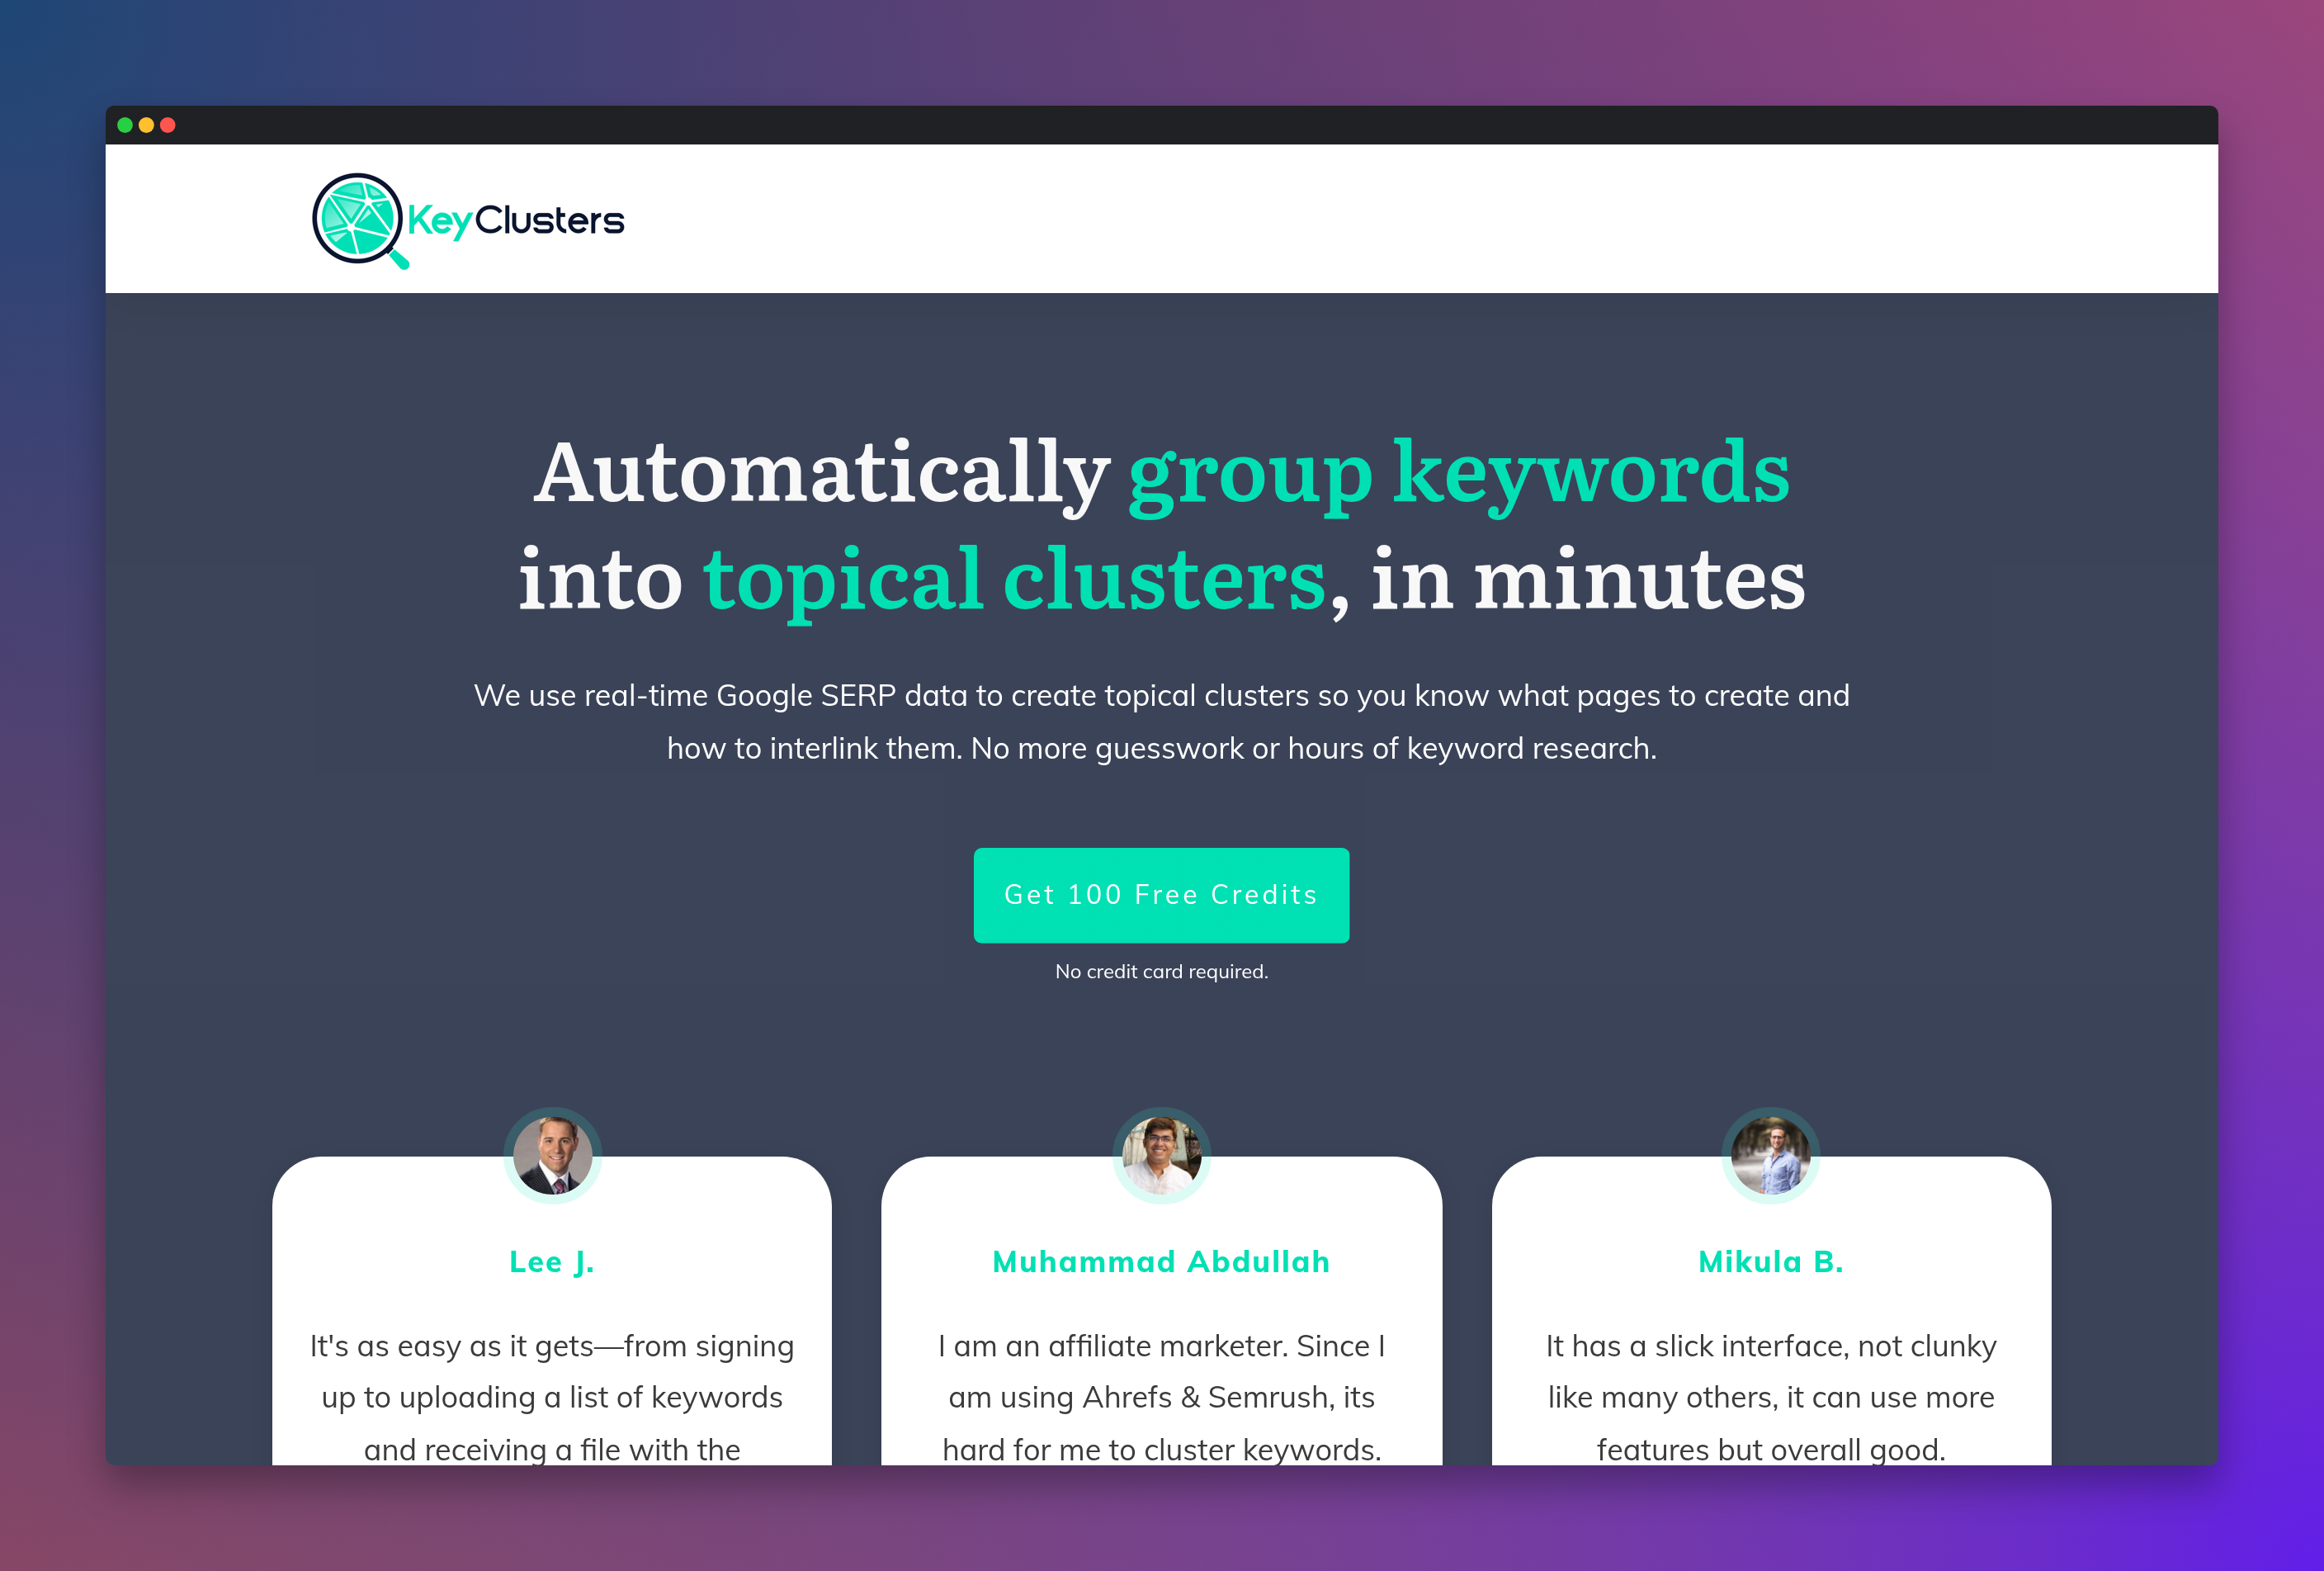 KeyClusters
Automatically group keywords
into topical clusters, in minutes
We use real-time Google SERP data to create topical clusters so you know what pages to create and
how to interlink them. No more guesswork or hours of keyword research.
Get 100 Free Credits
No credit card required.
Lee J.
It's as easy as it gets—from signing
up to uploading a list of keywords
and receiving a file with the
Muhammad Abdullah
I am an affiliate marketer. Since I
am using Ahrefs & Semrush, its
hard for me to cluster keywords.
Mikula B.
It has a slick interface, not clunky
like many others, it can use more
features but overall good.